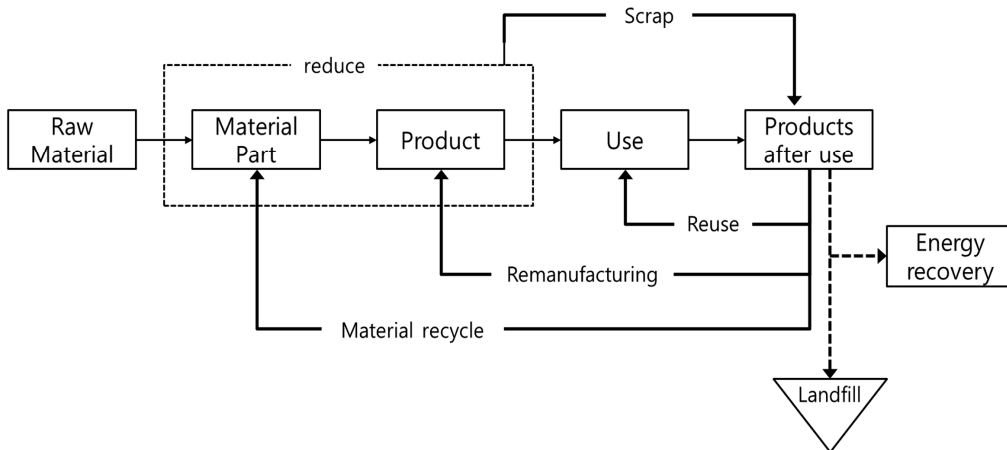 Scrap
reduce
Raw
Material
Material
Part
Product
Use
Products
after use
Reuse
Energy
recovery
Remanufacturing
Material recycle
Landfill